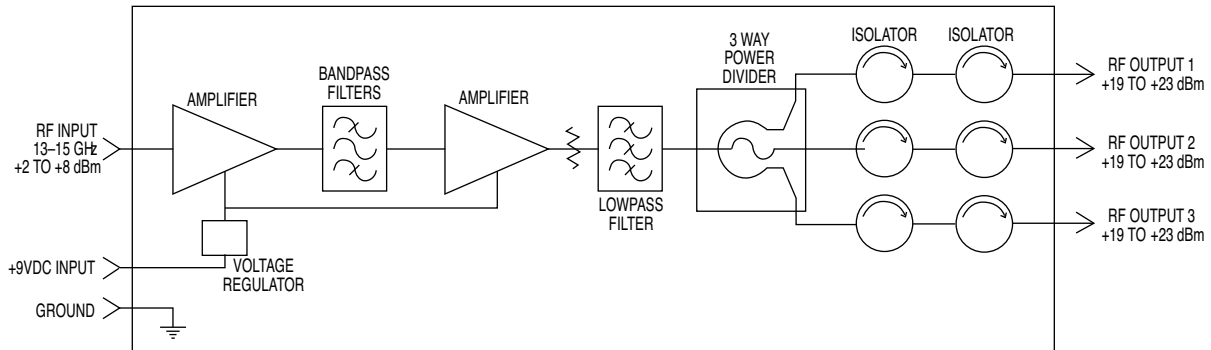 ISOLATOR
ISOLATOR
3 WAY
POWER
DIVIDER
RF OUTPUT 1
+19 TO +23 dBm
BANDPASS
FILTERS
AMPLIFIER
AMPLIFIER
RF INPUT
13–15 GHz
+2 TO +8 dBm
RF OUTPUT 2
+19 TO +23 dBm
LOWPASS
FILTER
RF OUTPUT 3
+19 TO +23 dBm
+9VDC INPUT
VOLTAGE
REGULATOR
GROUND